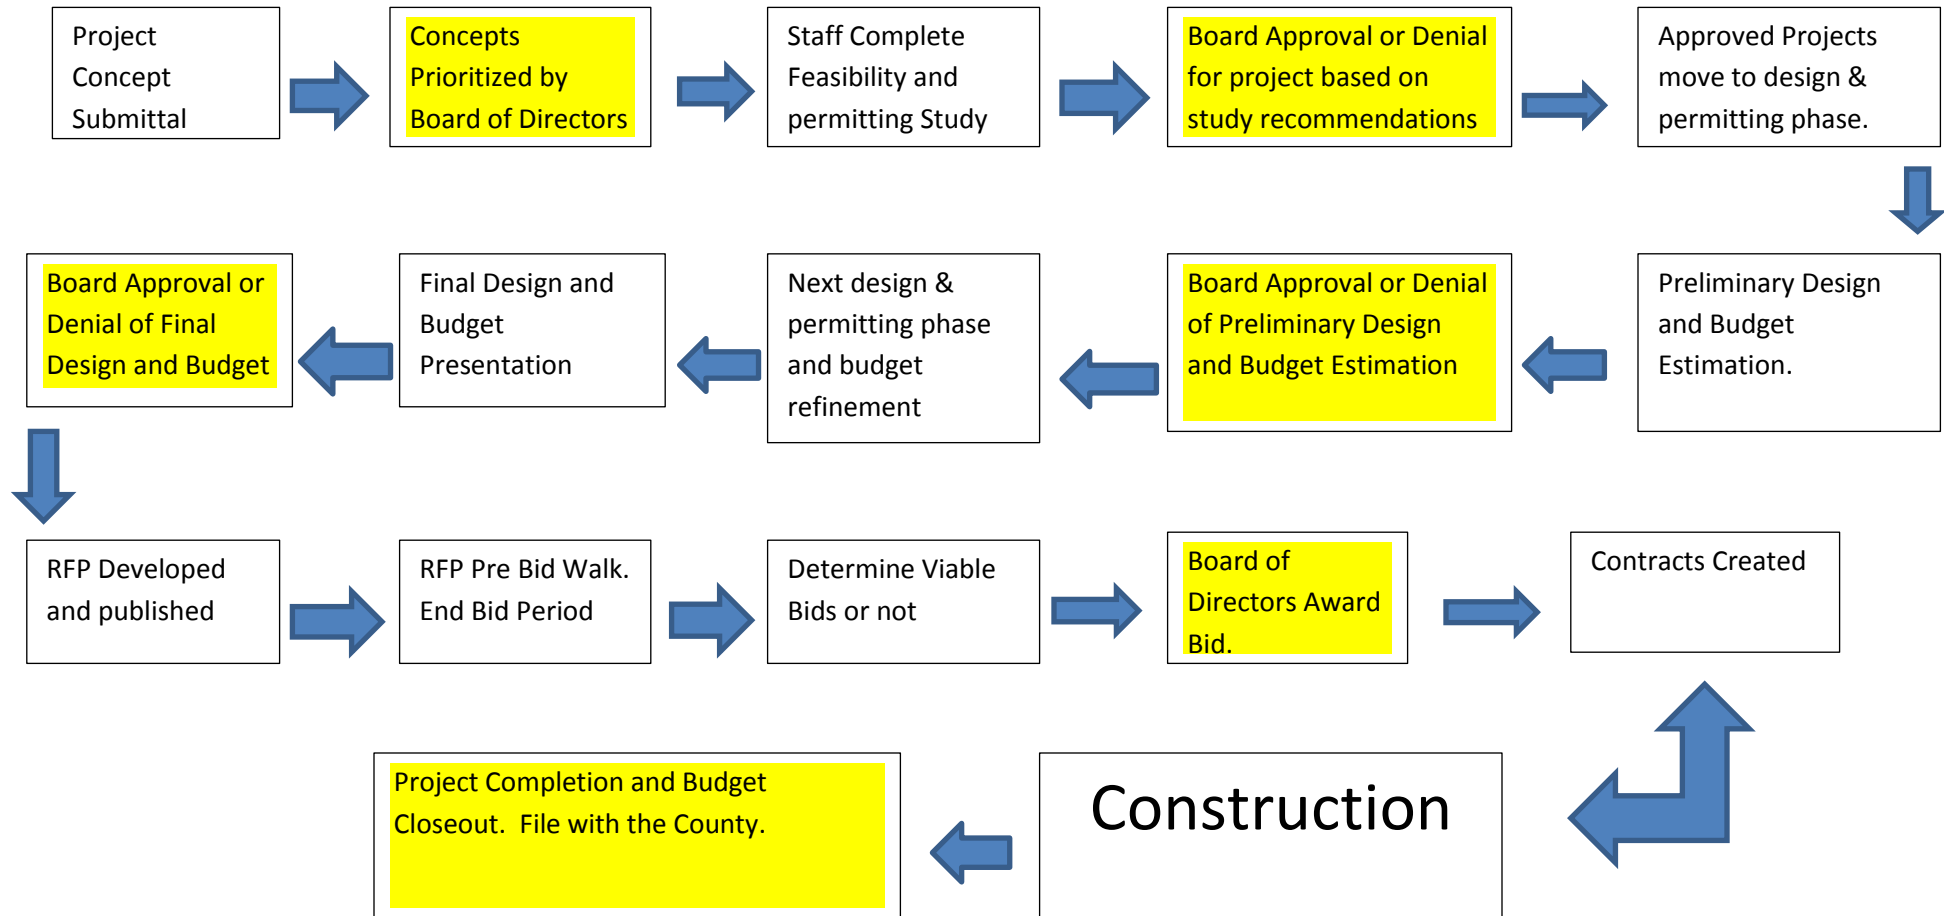 Project
Concept
Submittal
Concepts
Prioritized by
Board of Directors
Staff Complete
Feasibility and
permitting Study
Board Approval or Denial
for project based on
study recommendations
Approved Projects
move to design &
permitting phase.
Board Approval or
Denial of Final
Design and Budget
Final Design and
Budget
Presentation
Next design &
permitting phase
and budget
refinement
Board Approval or Denial
of Preliminary Design
and Budget Estimation
Preliminary Design
and Budget
Estimation.
RFP Developed
and published
RFP Pre Bid Walk.
End Bid Period
Determine Viable
Bids or not
Board of
Directors Award
Bid.
Contracts Created
Project Completion and Budget
Closeout.  File with the County.
Construction